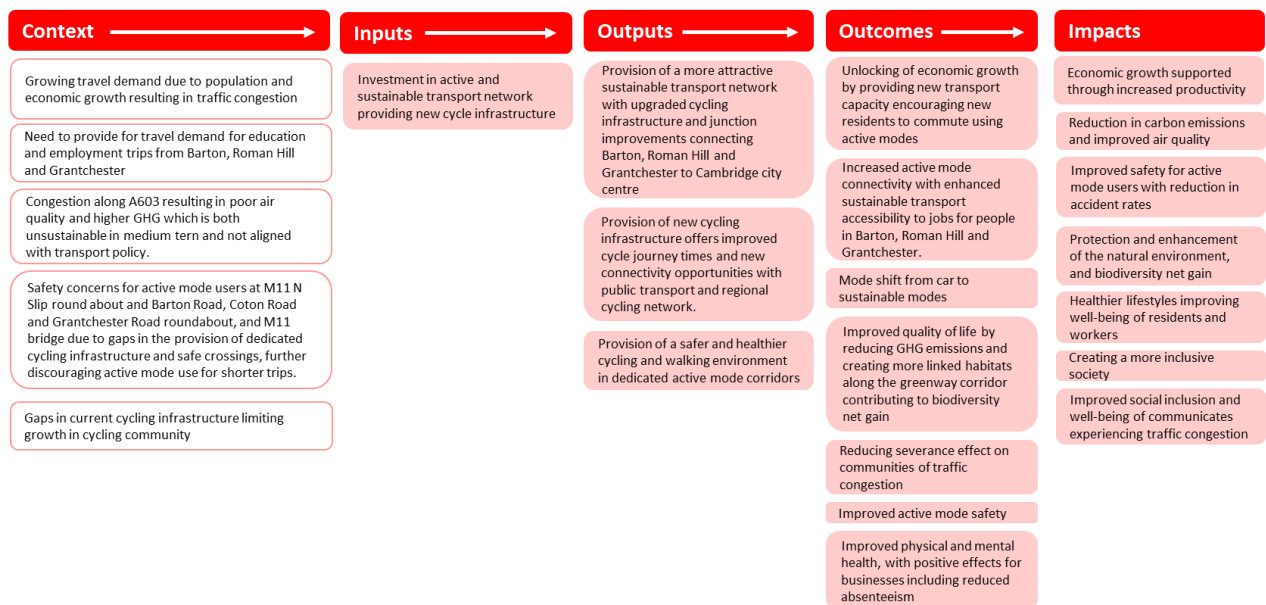 Context
Growing travel demand due to population and
economic growth resulting in traffic congestion
Need to provide for travel demand for education
and employment trips from Barton, Roman Hill
and Grantchester
Congestion along A603 resulting in poor air
quality and higher GHG which is both
unsustainable in medium tern and not aligned
with transport policy.
Safety concerns for active mode users at M11 N
Slip round about and Barton Road, Coton Road
and Grantchester Road roundabout, and M11
bridge due to gaps in the provision of dedicated
cycling infrastructure and safe crossings, further
discouraging active mode use for shorter trips.
Gaps in current cycling infrastructure limiting
growth in cycling community
Inputs
Investment in active and
sustainable transport network
providing new cycle infrastructure
Outputs
Provision of a more attractive
sustainable transport network
with upgraded cycling
infrastructure and junction
improvements connecting
Barton, Roman Hill and
Grantchester to Cambridge city
centre
Provision of new cycling
infrastructure offers improved
cycle journey times and new
connectivity opportunities with
public transport and regional
cycling network.
Provision of a safer and healthier
cycling and walking environment
in dedicated active mode corridors
Outcomes
Unlocking of economic growth
by providing new transport
capacity encouraging new
residents to commute using
active modes
Increased active mode
connectivity with enhanced
sustainable transport
accessibility to jobs for people
in Barton, Roman Hill and
Grantchester.
Mode shift from car to
sustainable modes
Improved quality of life by
reducing GHG emissions and
creating more linked habitats
along the greenway corridor
contributing to biodiversity
net gain
Reducing severance effect on
communities of traffic
congestion
Improved active mode safety
Improved physical and mental
health, with positive effects for
businesses including reduced
absenteeism
Impacts
Economic growth supported
through increased productivity
Reduction in carbon emissions
and improved air quality
Improved safety for active
mode users with reduction in
accident rates
Protection and enhancement
of the natural environment,
and biodiversity net gain
Healthier lifestyles improving
well-being of residents and
workers
Creating a more inclusive
society
Improved social inclusion and
well-being of communicates
experiencing traffic congestion